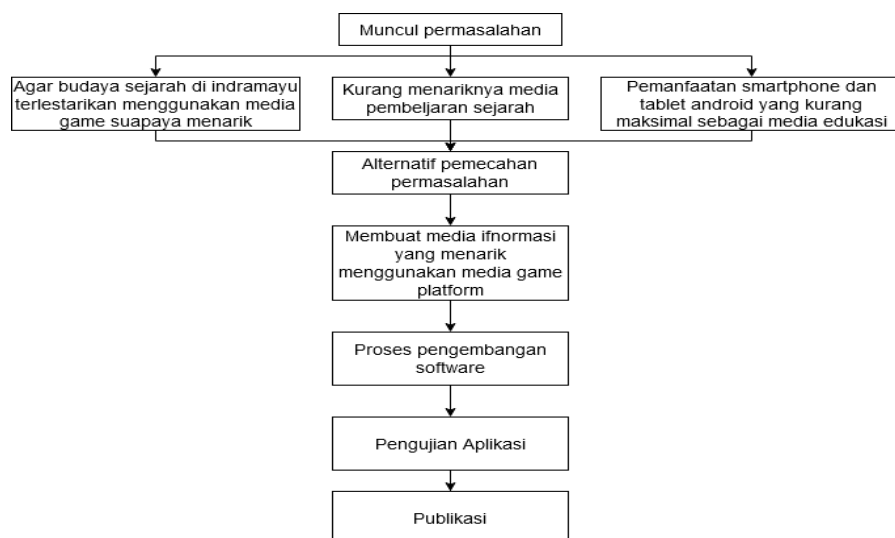 Muncul permasalahan
Agar budaya sejarah di indramayu
terlestarikan menggunakan media
game suapaya menarik
Kurang menariknya media
pembeljaran sejarah
Pemanfaatan smartphone dan
tablet android yang kurang
maksimal sebagai media edukasi
Alternatif pemecahan
permasalahan
Membuat media ifnormasi
yang menarik
menggunakan media game
platform
Proses pengembangan
software
Pengujian Aplikasi
Publikasi